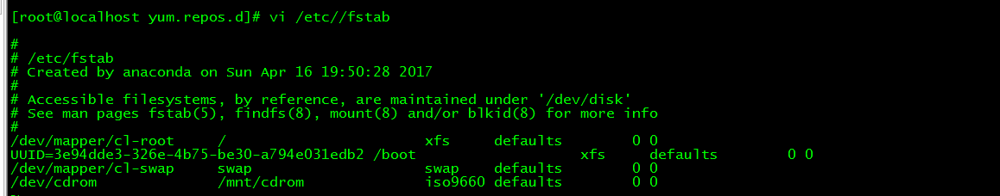 [root@localhost yum.repos.d]# vi /etc//fstab
#
# /etc/fstab
# Created by anaconda on Sun Apr 16 19:50:28 2017
#
# Accessible filesystems, by reference, are maintained under '/dev/disk'
# See man pages fstab(5), findfs(8), mount(8) and/or blkid(8) for more info
#
/dev/mapper/cl-root     /                       xfs     defaults        0 0
UUID=3e94dde3-326e-4b75-be30-a794e031edb2 /boot                   xfs     defaults        0 0
/dev/mapper/cl-swap     swap                    swap    defaults        0 0
/dev/cdrom              /mnt/cdrom              iso9660 defaults        0 0